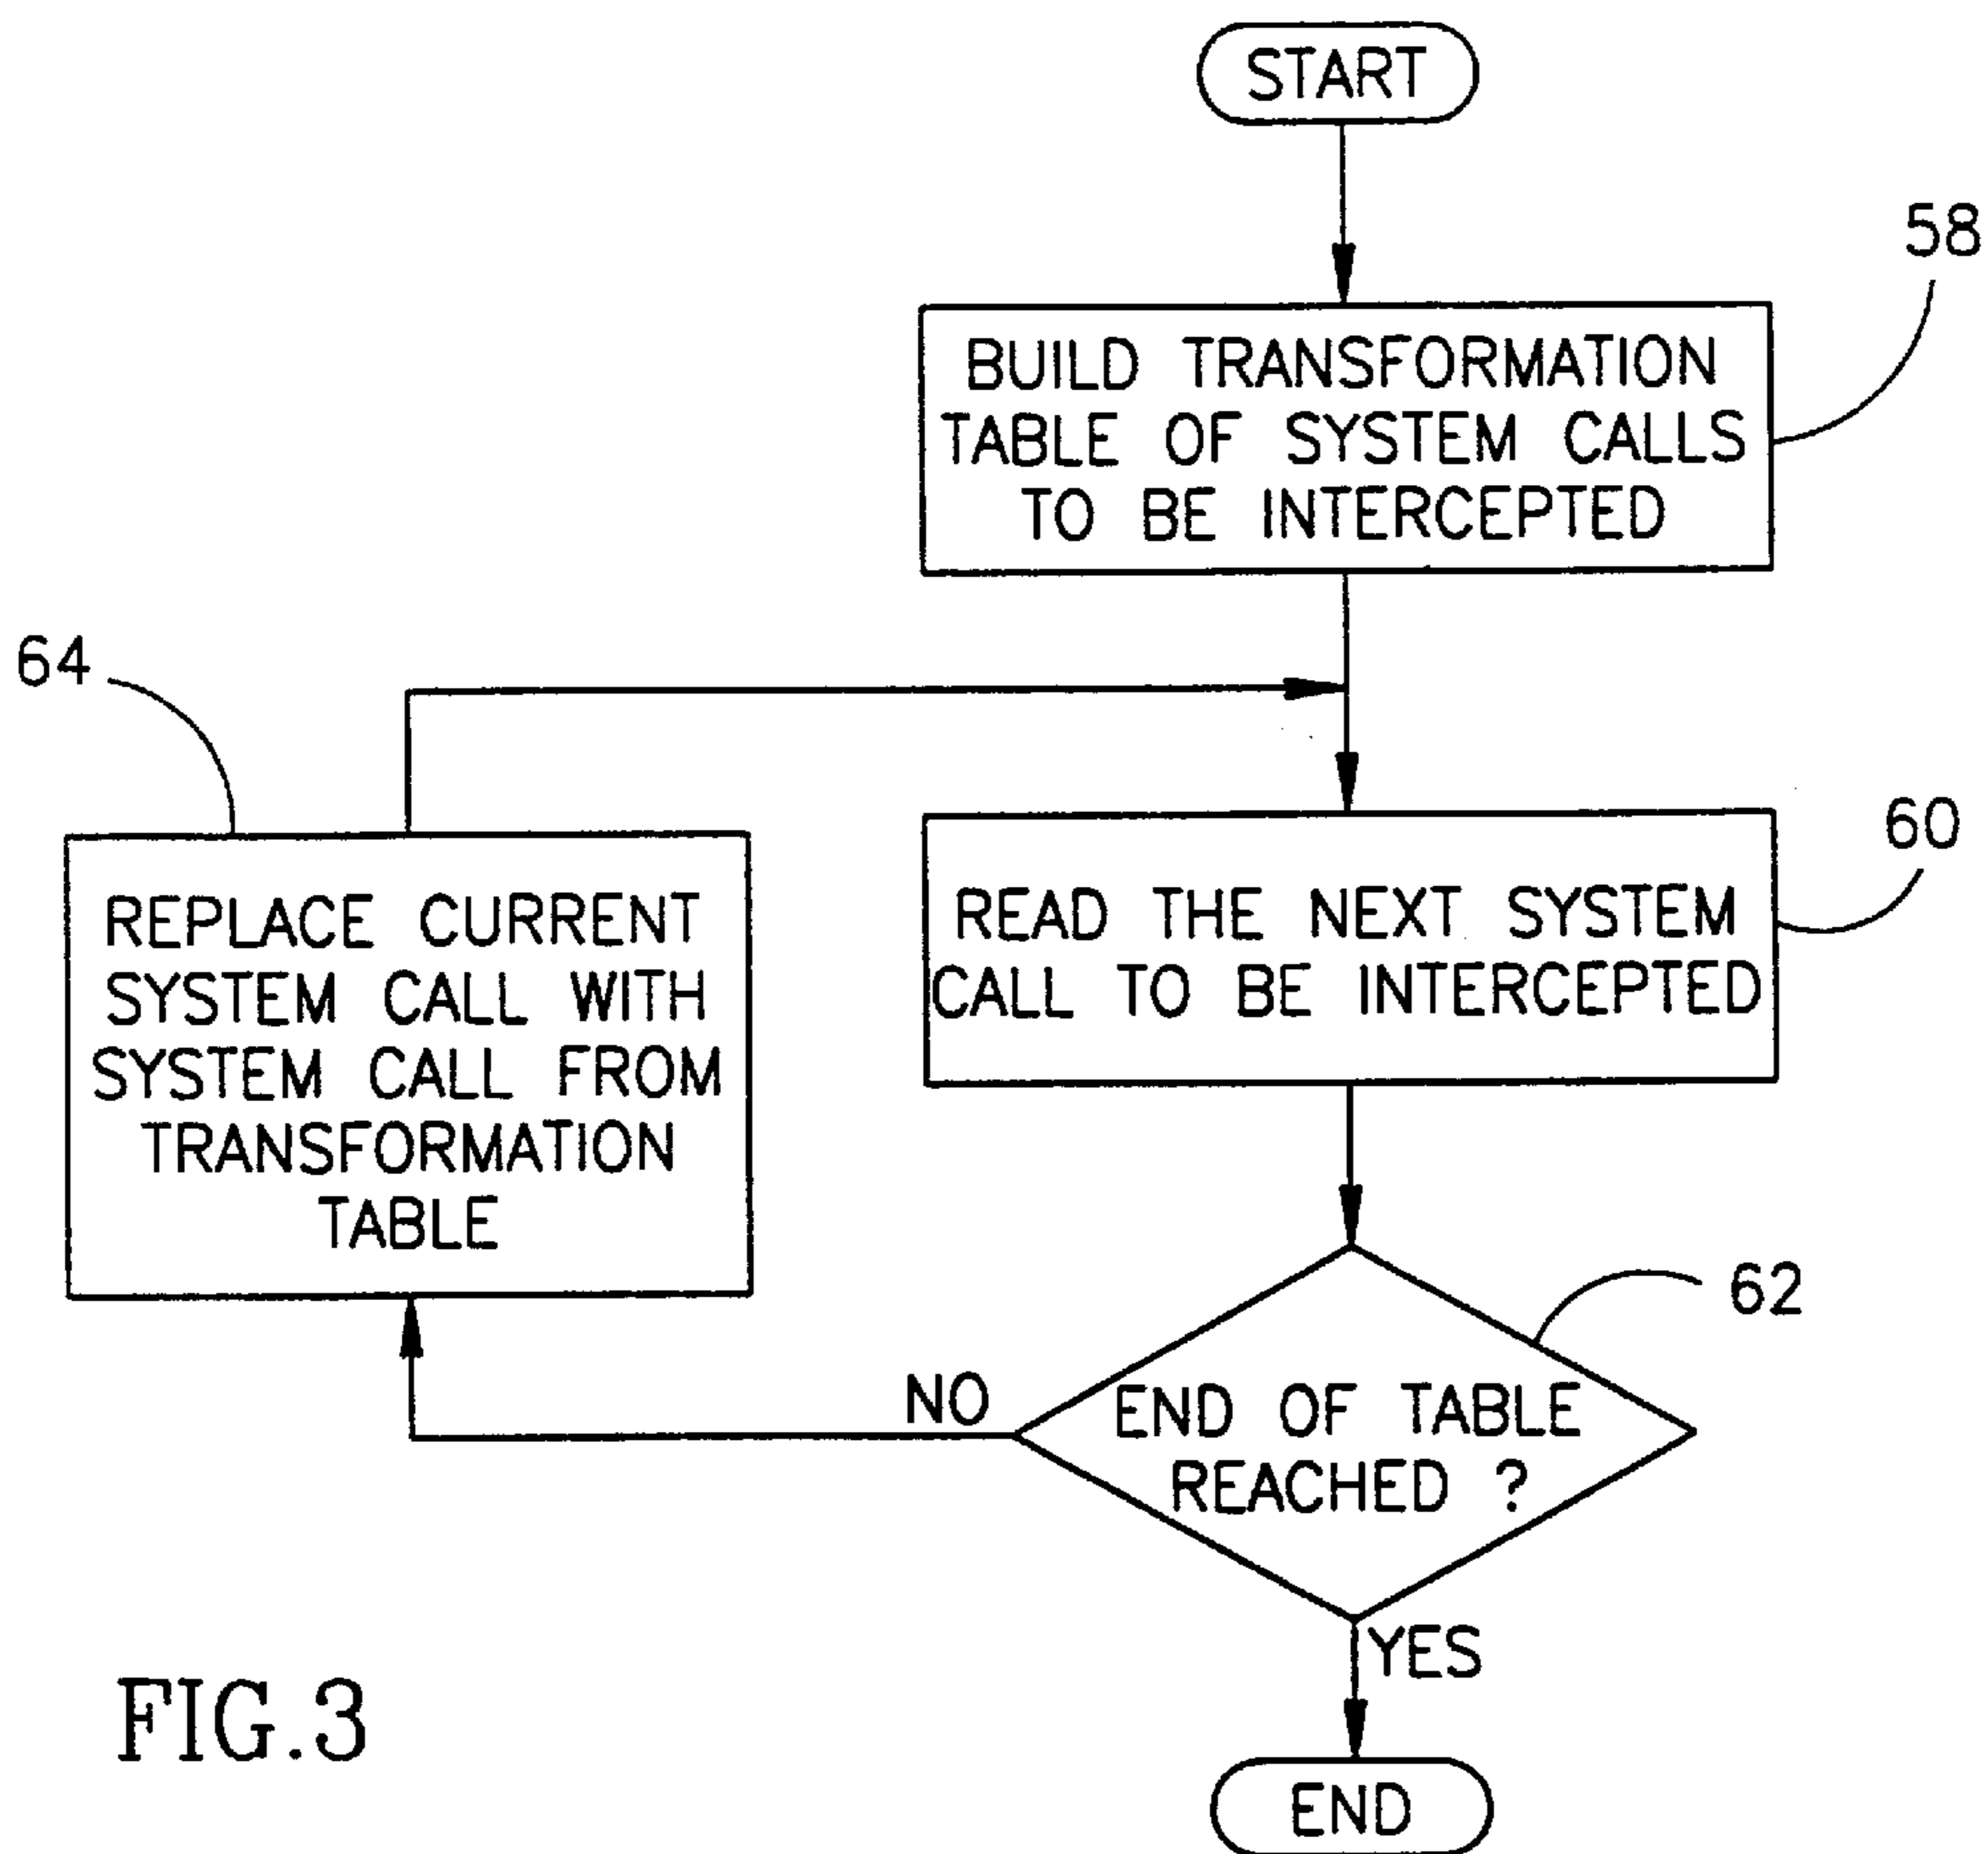 START
58
BUILD TRANSFORMATION
TABLE OF SYSTEM CALLS
TO BE INTERCEPTED
64
60
READ THE NEXT SYSTEM
CALL TO BE INTERCEPTED
REPLACE CURRENT
SYSTEM CALL WITH
SYSTEM CALL FROM
TRANSFORMATION
TABLE
62
NO
END OF TABLE
REACHED ?
YES
FIG.3
END